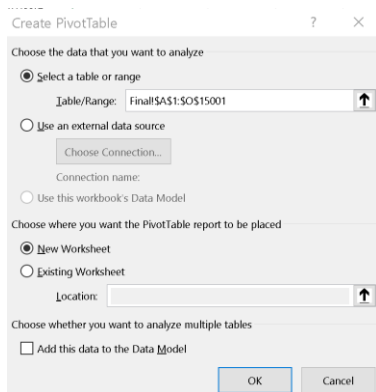 Create PivotTable ? ×
Choose the data that you want to analyze
Select a table or range
Table/Range: Final!$A$1:$O$15001
Use an external data source
Choose Connection...
Connection name:
Use this workbook's Data Model
Choose where you want the PivotTable report to be placed
New Worksheet
Existing Worksheet
Location:
Choose whether you want to analyze multiple tables
Add this data to the Data Model
OK Cancel